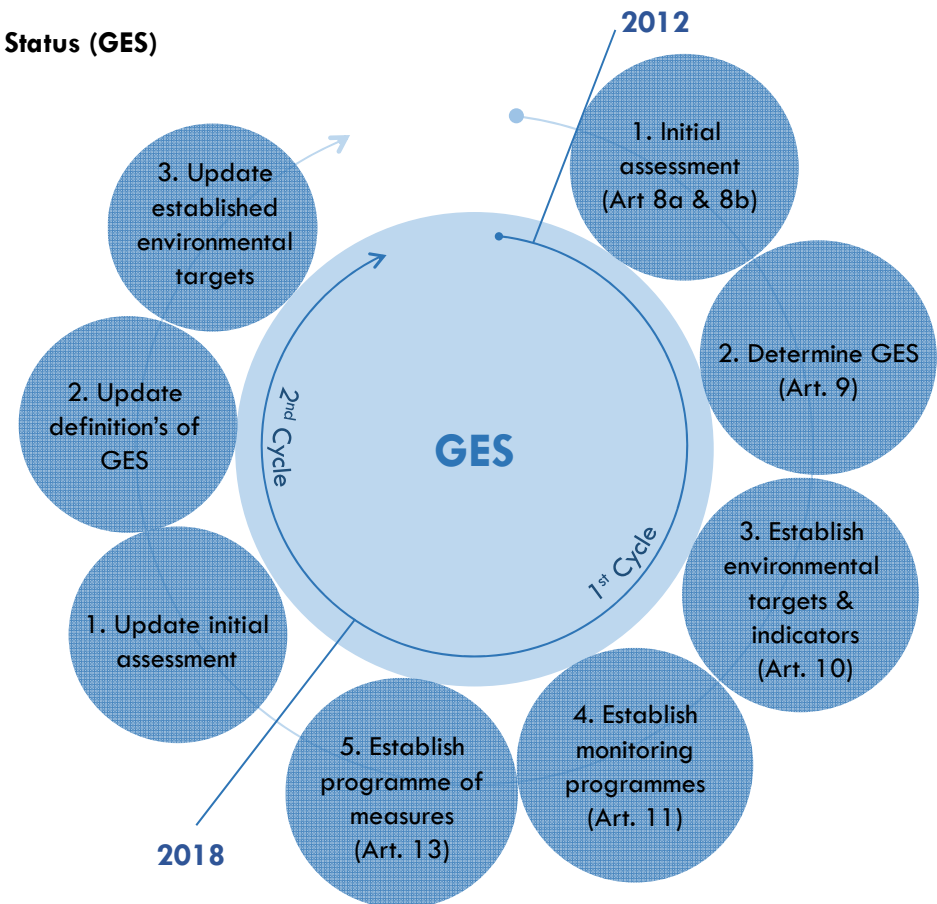 Status (GES)
2012
1. Initial
assessment
(Art 8a & 8b)
2. Determine GES
(Art. 9)
3. Establish
environmental
targets &
indicators
(Art. 10)
4. Establish
monitoring
programmes
(Art. 11)
5. Establish
programme of
measures
(Art. 13)
2018
1. Update initial
assessment
2. Update
definition's of
GES
3. Update
established
environmental
targets
GES
1st Cycle
2nd Cycle